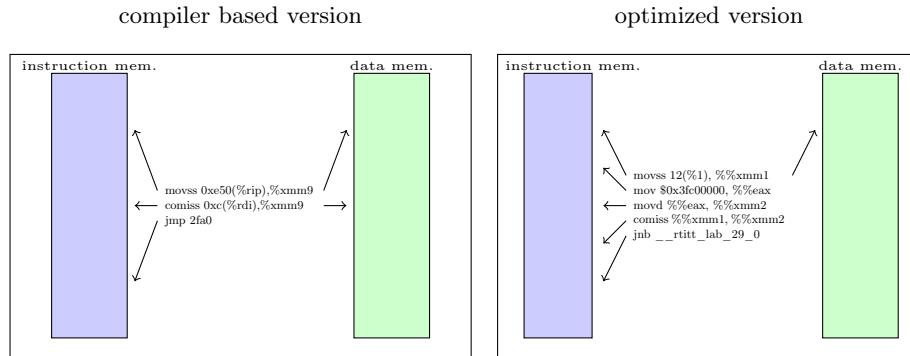 compiler based version
optimized version
instruction mem.
data mem.
movss 0xe50(%rip),%xmm9
comiss 0xc(%rdi),%xmm9
jmp 2fa0
instruction mem.
data mem.
movss 12(%1), %%xmm1
mov $0x3fc00000, %%eax
movd %%eax, %%xmm2
comiss %%xmm1, %%xmm2
jnb __rtitt_lab_29_0